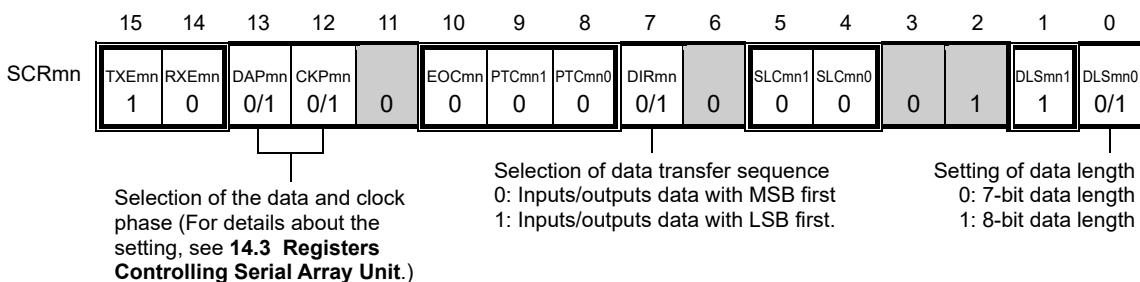 15 14 13 12 11 10 9 8 7 6 5 4 3 2 1 0
SCRmn
TXEmn RXEmn DAPmn CKPmn EOCmn PTCmn1 PTCmn0 DIRmn SLCmn1 SLCmn0 DLSmn1 DLSmn0
1 0 0/1 0/1 0 0 0 0 0/1 0 0 0 0 1 1 0/1
Selection of the data and clock
phase (For details about the
setting, see 14.3 Registers
Controlling Serial Array Unit.)
Selection of data transfer sequence
0: Inputs/outputs data with MSB first
1: Inputs/outputs data with LSB first.
Setting of data length
0: 7-bit data length
1: 8-bit data length